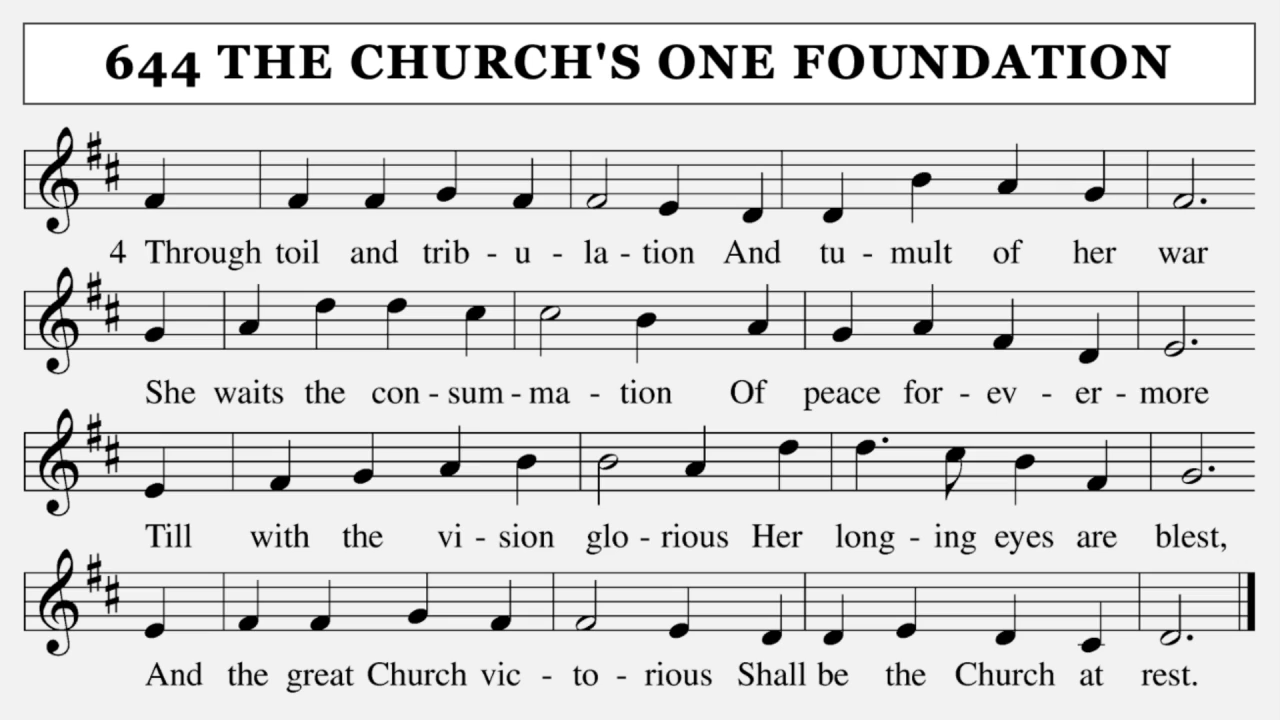 644 THE CHURCH'S ONE FOUNDATION
4 Through toil and trib - u - la - tion And tu - mult of her war
She waits the con - sum - ma - tion Of peace for - ev - er - more
Till with the vi - sion glo - rious Her long - ing eyes are blest,
And the great Church vic - to - rious Shall be the Church at rest.